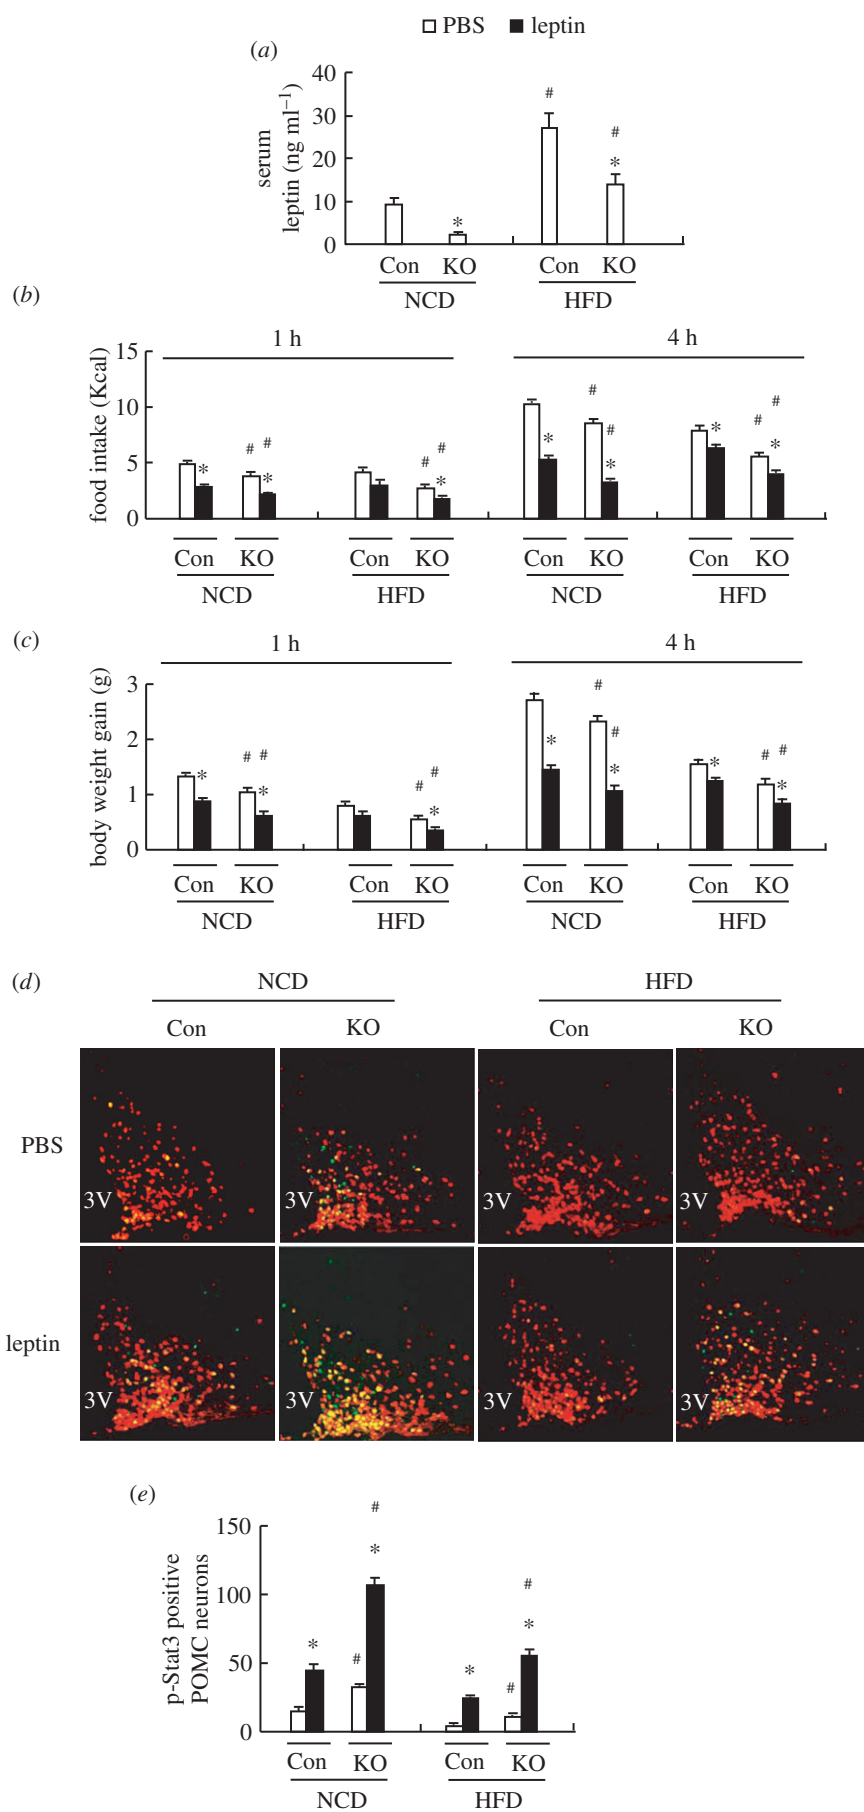 PBS leptin
(a)
serum
leptin (ng ml⁻¹)
40
30
20
10
0
#
#
*
*
Con KO Con KO
NCD HFD
(b)
1 h 4 h
food intake (Kcal)
15
10
5
0
* # # * # # * * # # * * # # *
Con KO Con KO Con KO Con KO
NCD HFD NCD HFD
(c)
1 h 4 h
body weight gain (g)
3
2
1
0
* # # * # # * * # # * * # # *
Con KO Con KO Con KO Con KO
NCD HFD NCD HFD
(d)
NCD HFD
Con KO Con KO
PBS
3V 3V 3V 3V
leptin
3V 3V 3V 3V
(e)
p-Stat3 positive
POMC neurons
150
100
50
0
* # # * * # # *
Con KO Con KO
NCD HFD